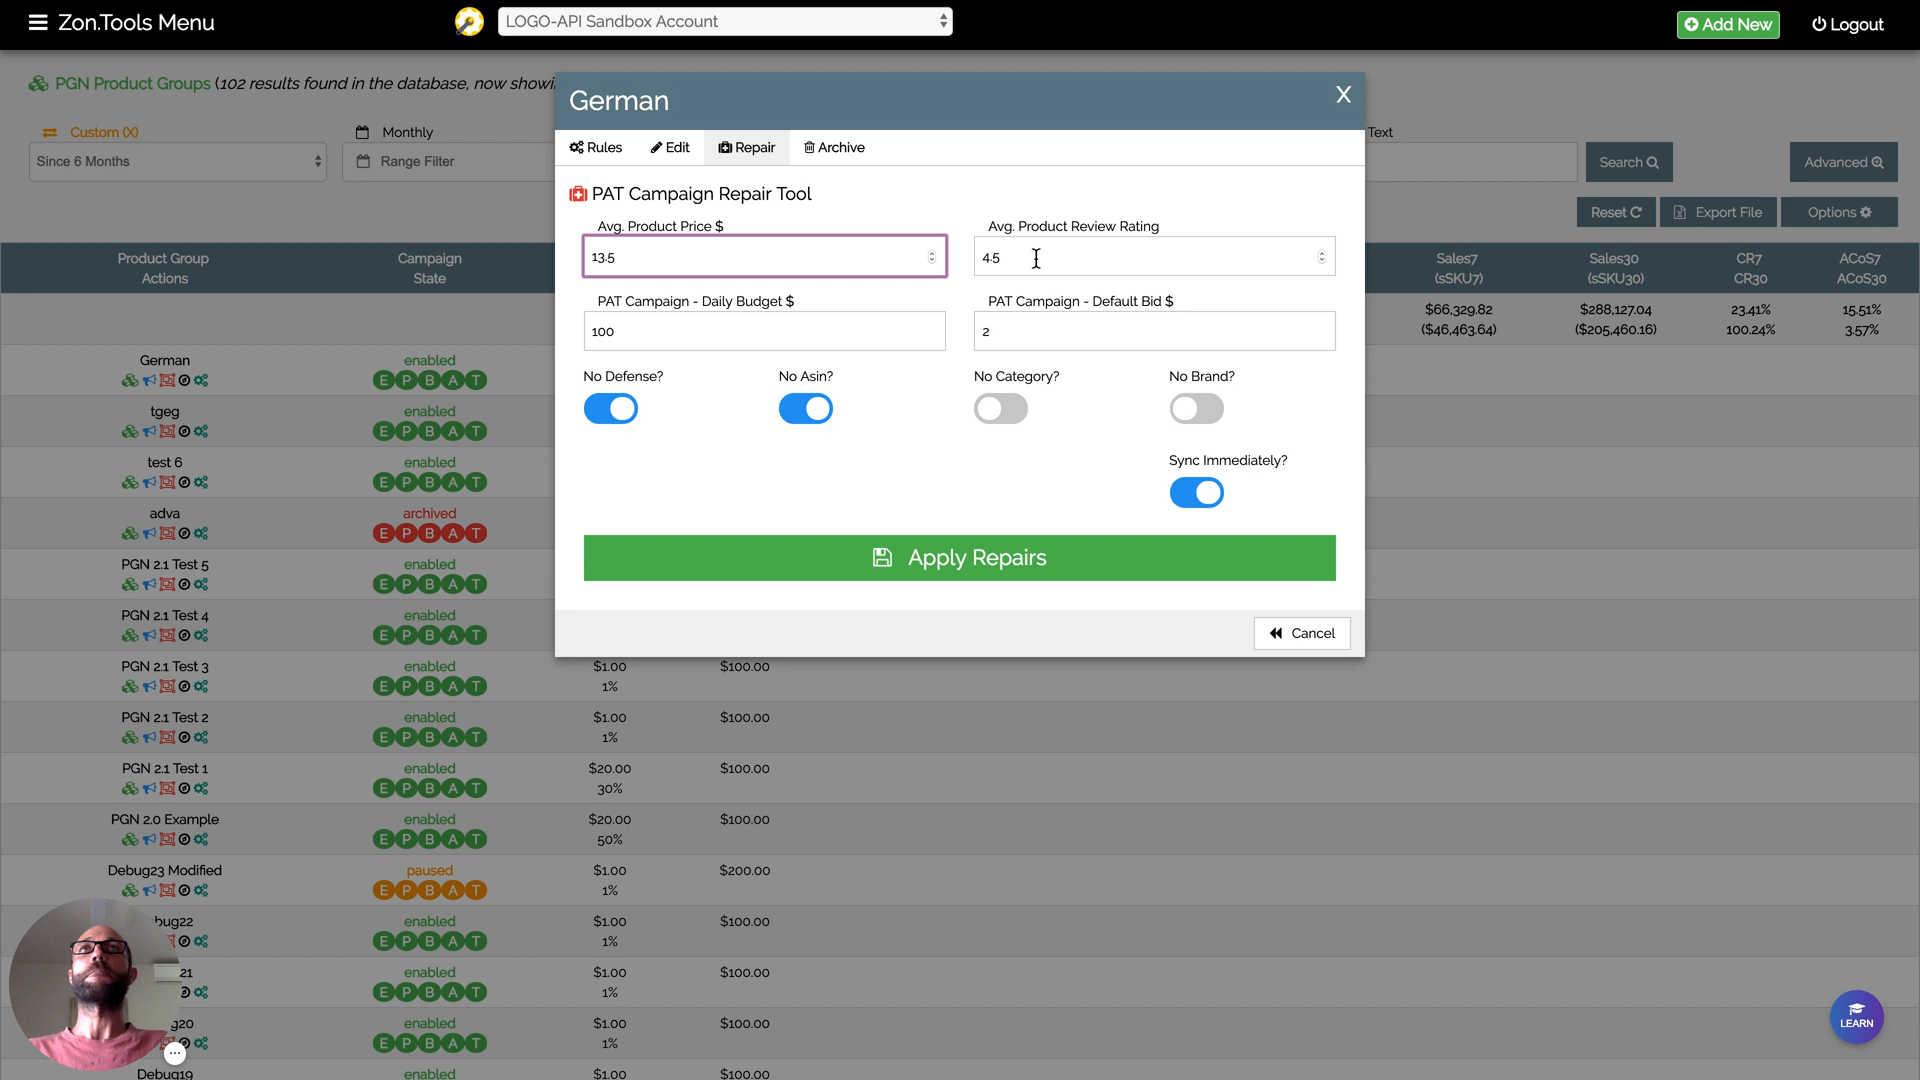 Zon.Tools Menu
LOGO-API Sandbox Account
Add New
Logout
PGN Product Groups (102 results found in the database, now showi
Custom (X)
Monthly
Text
Since 6 Months
Range Filter
Search
Advanced
Reset
Export File
Options
German
X
Rules
Edit
Repair
Archive
PAT Campaign Repair Tool
Avg. Product Price $
Avg. Product Review Rating
13.5
4.5
PAT Campaign - Daily Budget $
PAT Campaign - Default Bid $
100
2
No Defense?
No Asin?
No Category?
No Brand?
Sync Immediately?
Apply Repairs
Cancel
Product Group
Actions
Campaign
State
Sales7
(sSKU7)
Sales30
(sSKU30)
CR7
CR30
ACoS7
ACoS30
$66,329.82
($46,463.64)
$288,127.04
($205,460.16)
23.41%
100.24%
15.51%
3.57%
German
enabled
E P B A T
tgeg
enabled
E P B A T
test 6
enabled
E P B A T
adva
archived
E P B A T
PGN 2.1 Test 5
enabled
E P B A T
PGN 2.1 Test 4
enabled
E P B A T
PGN 2.1 Test 3
enabled
E P B A T
$1.00
1%
$100.00
PGN 2.1 Test 2
enabled
E P B A T
$1.00
1%
$100.00
PGN 2.1 Test 1
enabled
E P B A T
$20.00
30%
$100.00
PGN 2.0 Example
enabled
E P B A T
$20.00
50%
$100.00
Debug23 Modified
paused
E P B A T
$1.00
1%
$200.00
bug22
enabled
E P B A T
$1.00
1%
$100.00
21
enabled
E P B A T
$1.00
1%
$100.00
g20
enabled
E P B A T
$1.00
1%
$100.00
Debug19
enabled
$1.00
$100.00
LEARN